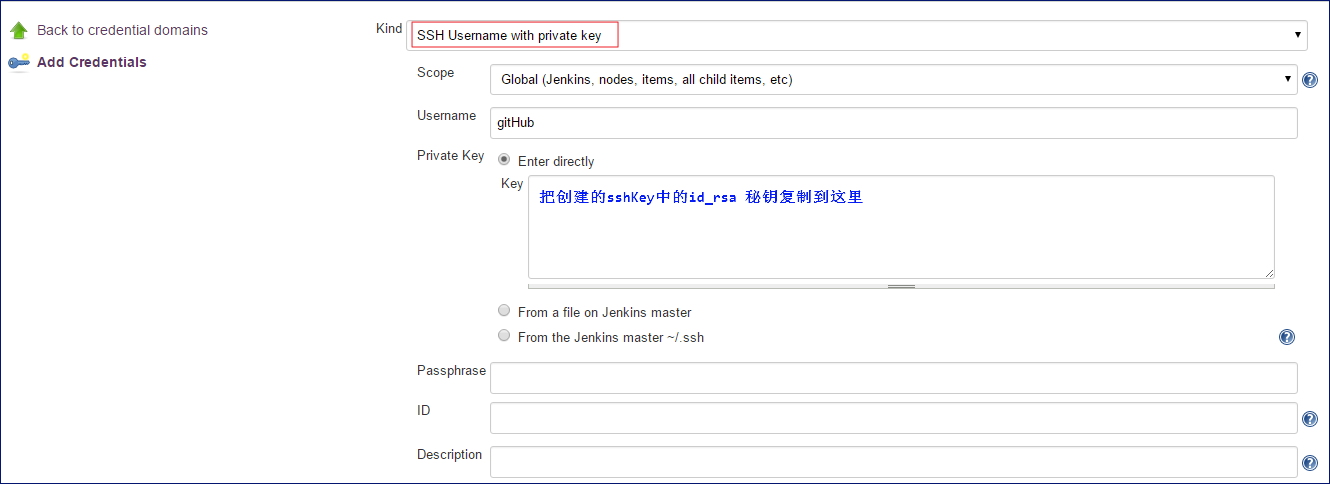 Back to credential domains
Add Credentials
Kind
SSH Username with private key
Scope
Global (Jenkins, nodes, items, all child items, etc)
Username
gitHub
Private Key
Enter directly
Key
把创建的sshKey中的id_rsa 秘钥复制到这里
From a file on Jenkins master
From the Jenkins master ~/.ssh
Passphrase
ID
Description